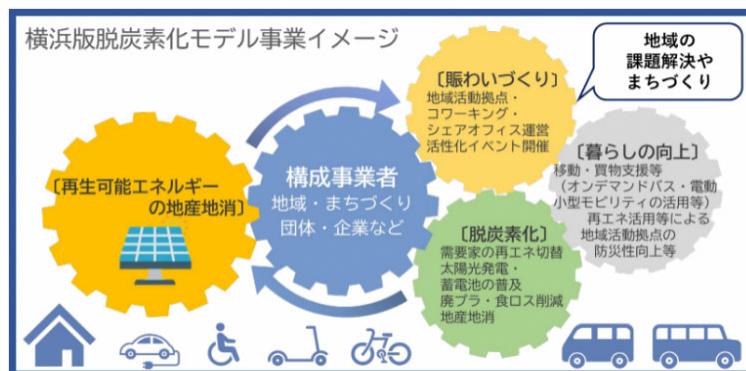 横浜版脱炭素化モデル事業イメージ
地域の
課題解決や
まちづくり
〔賑わいづくり〕
地域活動拠点・
コワーキング・
シェアオフィス運営
活性化イベント開催
〔再生可能エネルギー
の地産地消〕
構成事業者
地域・まちづくり
団体・企業など
〔暮らしの向上〕
移動・買物支援等
（オンデマンドバス・電動
小型モビリティの活用等）
再エネ活用等による
地域活動拠点の
防災性向上等
〔脱炭素化〕
需要家の再エネ切替
太陽光発電・
蓄電池の普及
廃プラ・食ロス削減
地産地消